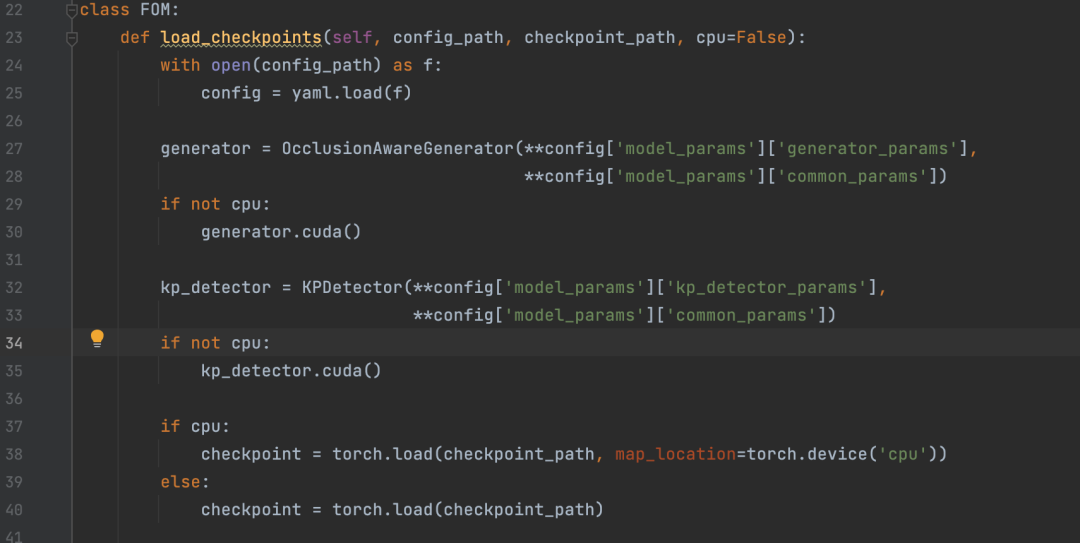 22 class FOM:
23     def load_checkpoints(self, config_path, checkpoint_path, cpu=False):
24         with open(config_path) as f:
25             config = yaml.load(f)
26
27         generator = OcclusionAwareGenerator(**config['model_params']['generator_params'],
28                                             **config['model_params']['common_params'])
29         if not cpu:
30             generator.cuda()
31
32         kp_detector = KPDetector(**config['model_params']['kp_detector_params'],
33                                  **config['model_params']['common_params'])
34         if not cpu:
35             kp_detector.cuda()
36
37         if cpu:
38             checkpoint = torch.load(checkpoint_path, map_location=torch.device('cpu'))
39         else:
40             checkpoint = torch.load(checkpoint_path)
41